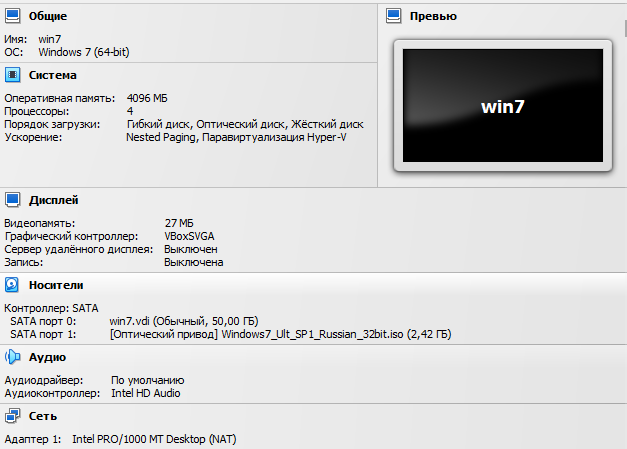 Общие
Имя: win7
ОС: Windows 7 (64-bit)
Система
Оперативная память: 4096 МБ
Процессоры: 4
Порядок загрузки: Гибкий диск, Оптический диск, Жёсткий диск
Ускорение: Nested Paging, Паравиртуализация Hyper-V
Превью
win7
Дисплей
Видеопамять: 27 МБ
Графический контроллер: VBoxSVGA
Сервер удалённого дисплея: Выключен
Запись: Выключена
Носители
Контроллер: SATA
SATA порт 0: win7.vdi (Обычный, 50,00 ГБ)
SATA порт 1: [Оптический привод] Windows7_Ult_SP1_Russian_32bit.iso (2,42 ГБ)
Аудио
Аудиодрайвер: По умолчанию
Аудиоконтроллер: Intel HD Audio
Сеть
Адаптер 1: Intel PRO/1000 MT Desktop (NAT)